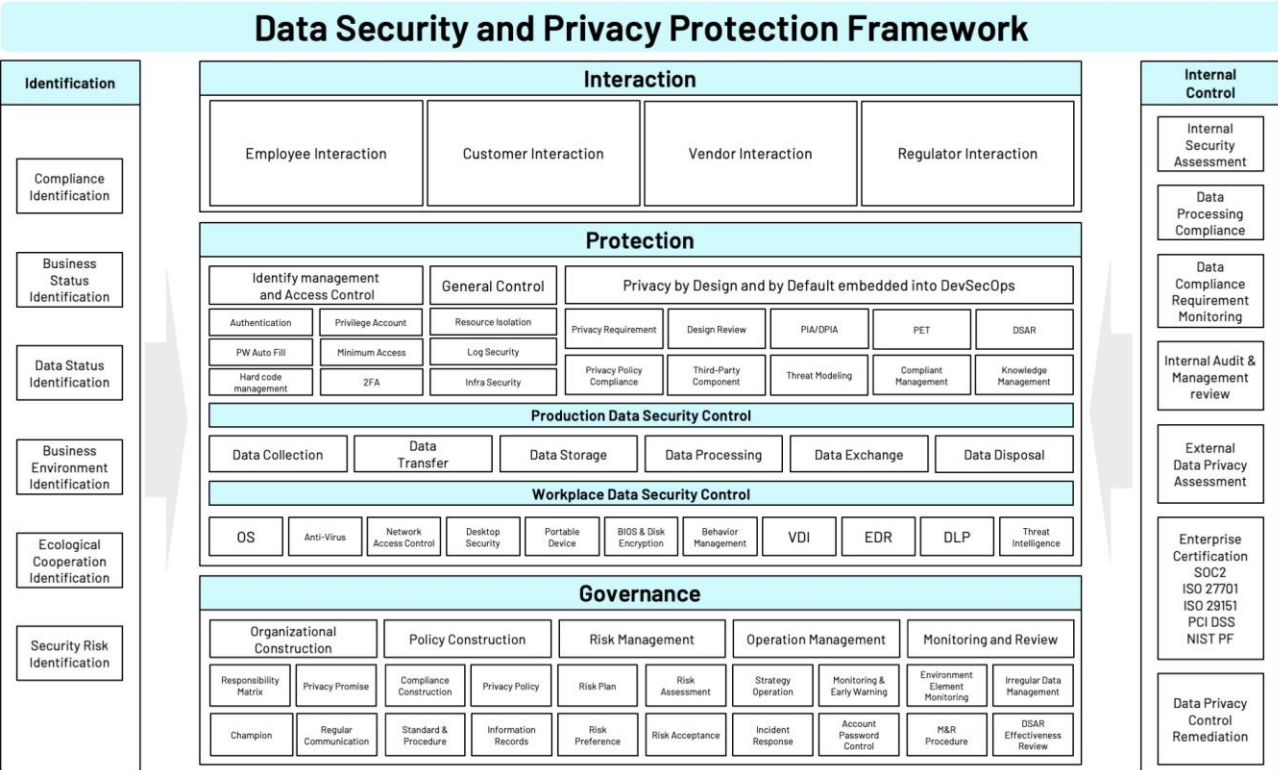 Data Security and Privacy Protection Framework
Identification
Compliance
Identification
Business
Status
Identification
Data Status
Identification
Business
Environment
Identification
Ecological
Cooperation
Identification
Security Risk
Identification
Interaction
Employee Interaction
Customer Interaction
Vendor Interaction
Regulator Interaction
Protection
Identify management
and Access Control
General Control
Privacy by Design and by Default embedded into DevSecOps
Authentication
Privilege Account
Resource Isolation
PW Auto Fill
Minimum Access
Log Security
Hard code
management
2FA
Infra Security
Privacy Requirement
Design Review
PIA/DPIA
PET
DSAR
Privacy Policy
Compliance
Third-Party
Component
Threat Modeling
Compliant
Management
Knowledge
Management
Production Data Security Control
Data Collection
Data
Transfer
Data Storage
Data Processing
Data Exchange
Data Disposal
Workplace Data Security Control
OS
Anti-Virus
Network
Access Control
Desktop
Security
Portable
Device
BIOS & Disk
Encryption
Behavior
Management
VDI
EDR
DLP
Threat
Intelligence
Governance
Organizational
Construction
Policy Construction
Risk Management
Operation Management
Monitoring and Review
Responsibility
Matrix
Privacy Promise
Compliance
Construction
Privacy Policy
Risk Plan
Risk
Assessment
Strategy
Operation
Monitoring &
Early Warning
Environment
Element
Monitoring
Irregular Data
Management
Champion
Regular
Communication
Standard &
Procedure
Information
Records
Risk
Preference
Risk Acceptance
Incident
Response
Account
Password
Control
M&R
Procedure
DSAR
Effectiveness
Review
Internal
Control
Internal
Security
Assessment
Data
Processing
Compliance
Data
Compliance
Requirement
Monitoring
Internal Audit &
Management
review
External
Data Privacy
Assessment
Enterprise
Certification
SOC2
ISO 27701
ISO 29151
PCI DSS
NIST PF
Data Privacy
Control
Remediation